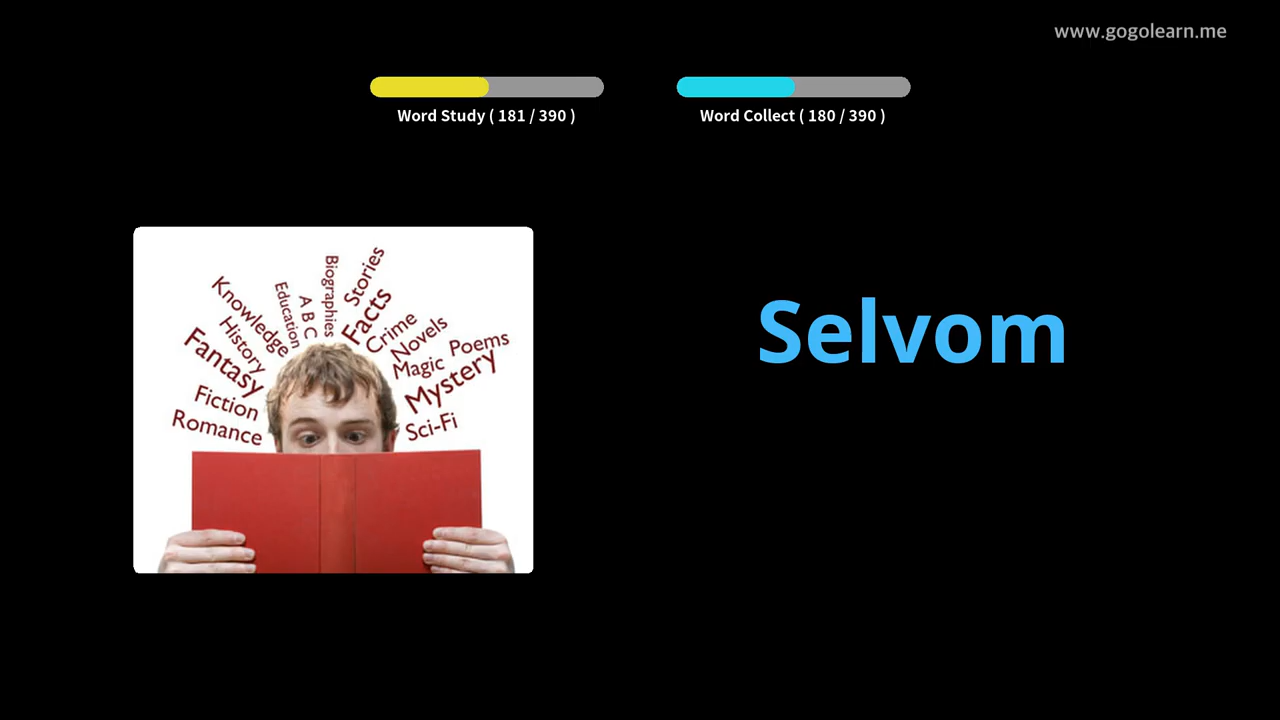 www.gogolearn.me
Word Study ( 181 / 390 )
Word Collect ( 180 / 390 )
Selvom
Romance
Fiction
Fantasy
History
Knowledge
Education
A B C
Biographies
Stories
Facts
Crime
Novels
Magic
Poems
Mystery
Sci-Fi